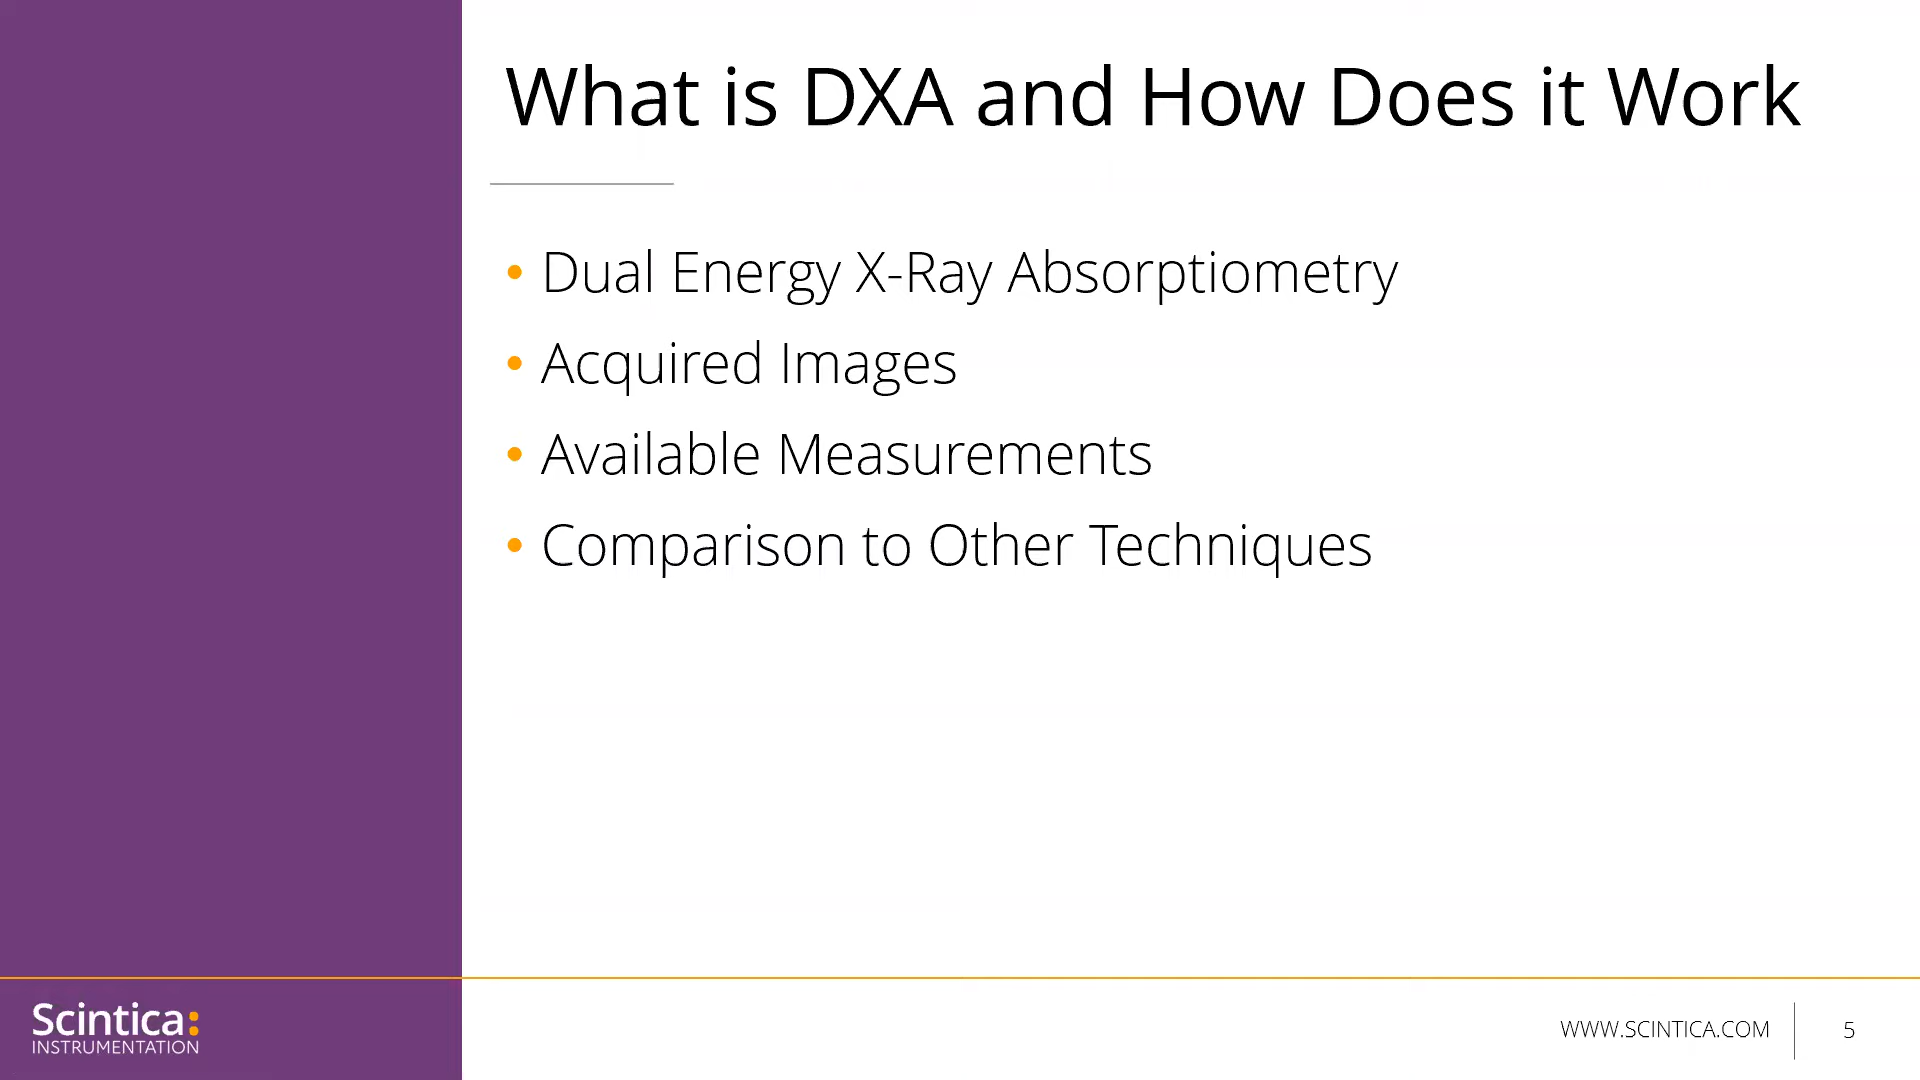 What is DXA and How Does it Work
• Dual Energy X-Ray Absorptiometry
• Acquired Images
• Available Measurements
• Comparison to Other Techniques
Scintica:
INSTRUMENTATION
WWW.SCINTICA.COM
5